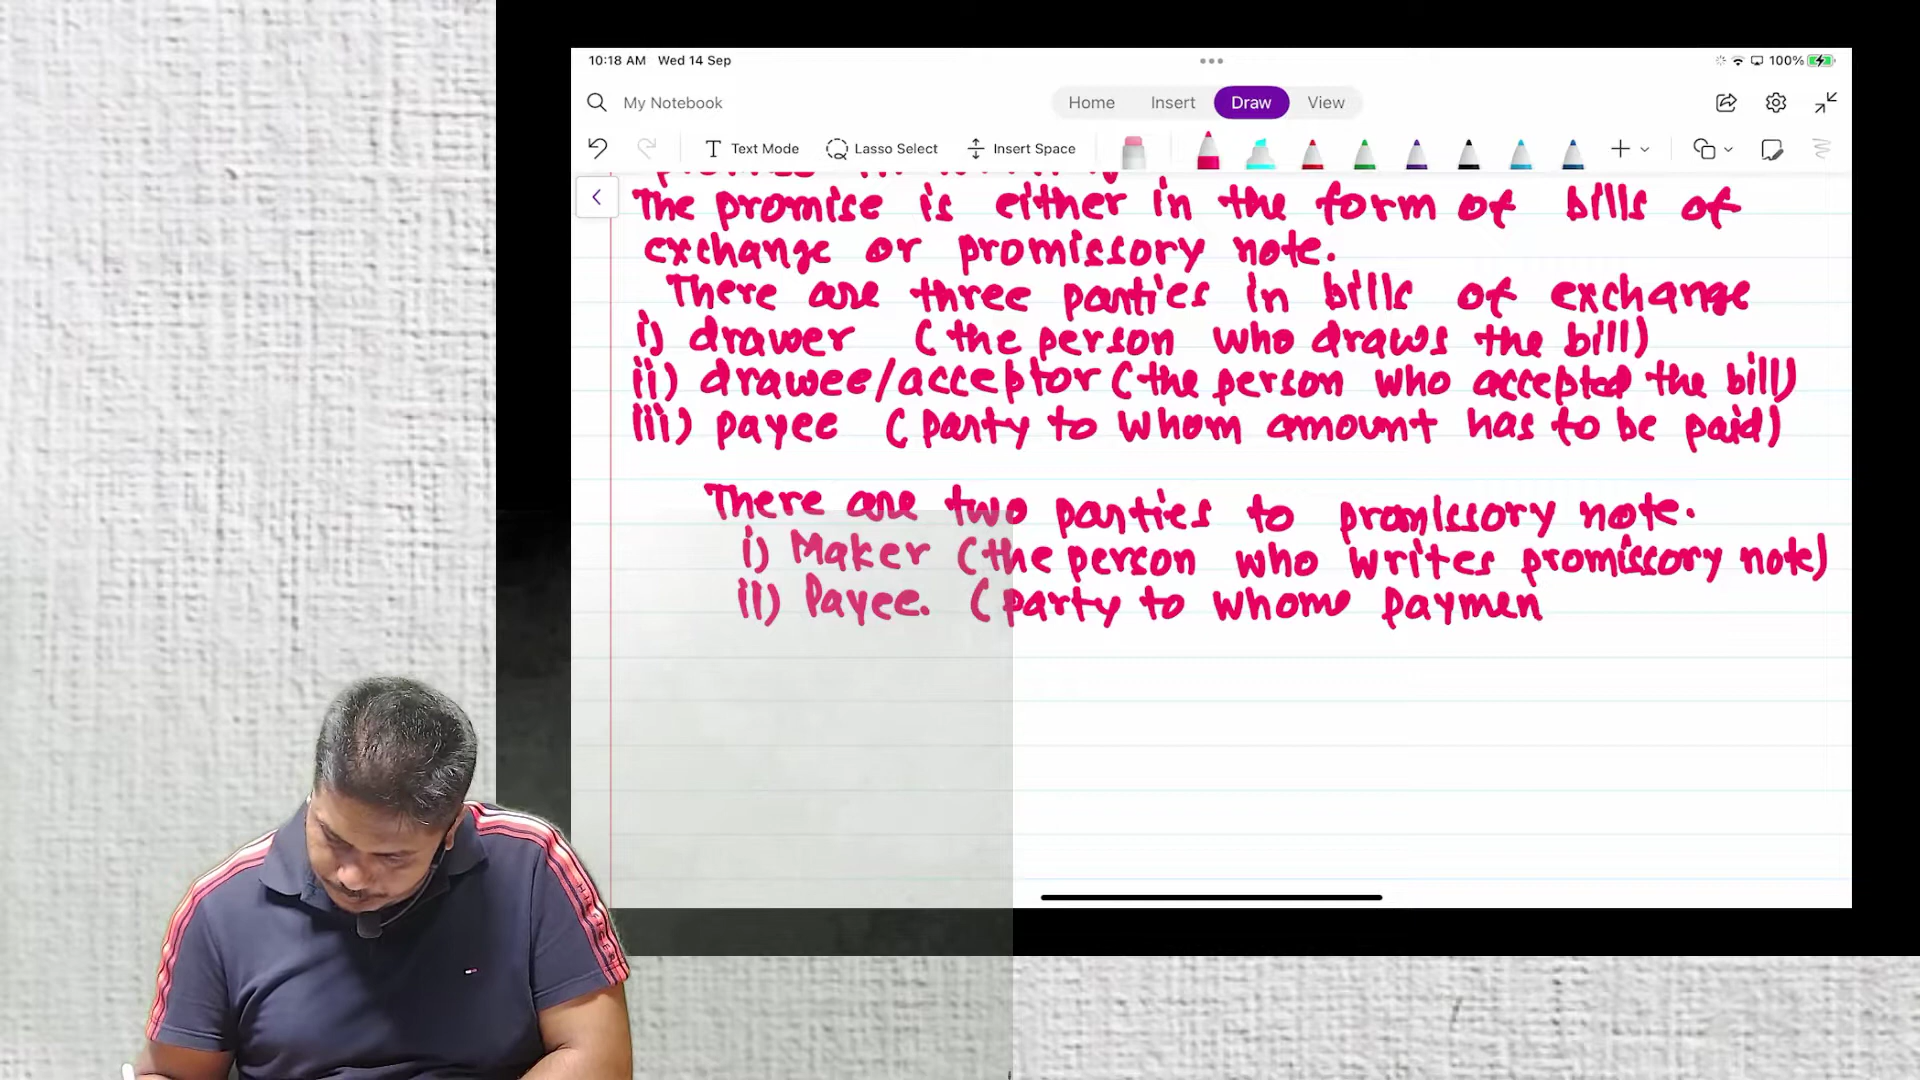 10:18 AM Wed 14 Sep
100%
My Notebook
Home Insert Draw View
Text Mode Lasso Select Insert Space
The promise is either in the form of bills of
exchange or promissory note.
There are three parties in bills of exchange
i) drawer (the person who draws the bill)
ii) drawee/acceptor (the person who accepted the bill)
iii) payee (party to whom amount has to be paid)
There are two parties to promissory note.
i) Maker (the person who writes promissory note)
ii) Payee. (party to whome paymen